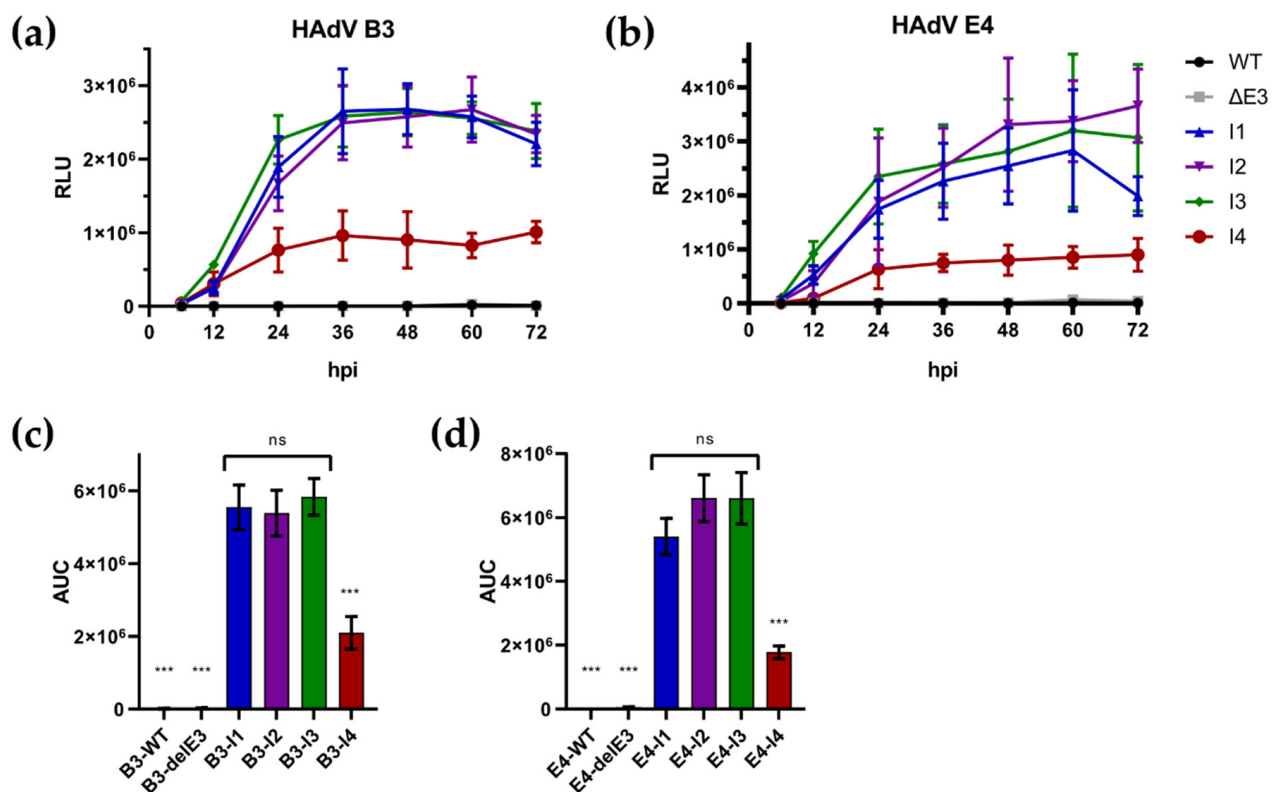 (a)
HAdV B3
RLU
3×10⁶
2×10⁶
1×10⁶
0
0 12 24 36 48 60 72
hpi
(b)
HAdV E4
RLU
4×10⁶
3×10⁶
2×10⁶
1×10⁶
0
0 12 24 36 48 60 72
hpi
WT
ΔE3
I1
I2
I3
I4
(c)
ns
AUC
6×10⁶
4×10⁶
2×10⁶
0
*** *** ***
B3-WT
B3-delE3
B3-I1
B3-I2
B3-I3
B3-I4
(d)
ns
AUC
8×10⁶
6×10⁶
4×10⁶
2×10⁶
0
*** *** ***
E4-WT
E4-delE3
E4-I1
E4-I2
E4-I3
E4-I4